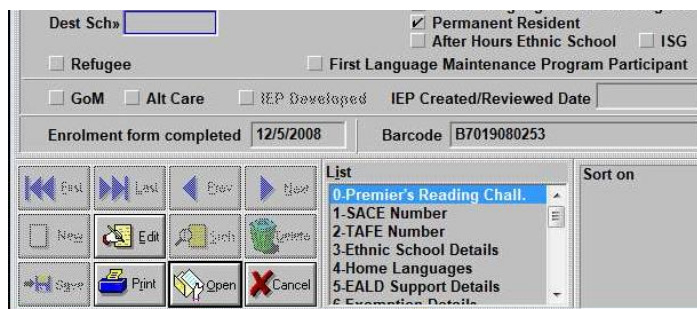 Dest Sch»
Permanent Resident
After Hours Ethnic School ISG
Refugee First Language Maintenance Program Participant
GoM Alt Care IEP Developed IEP Created/Reviewed Date
Enrolment form completed 12/5/2008 Barcode B7019080253
First Last Prev Next
New Edit Srch Delete
Save Print Open Cancel
List
0-Premier's Reading Chall.
1-SACE Number
2-TAFE Number
3-Ethnic School Details
4-Home Languages
5-EALD Support Details
6-Exemption Details
Sort on